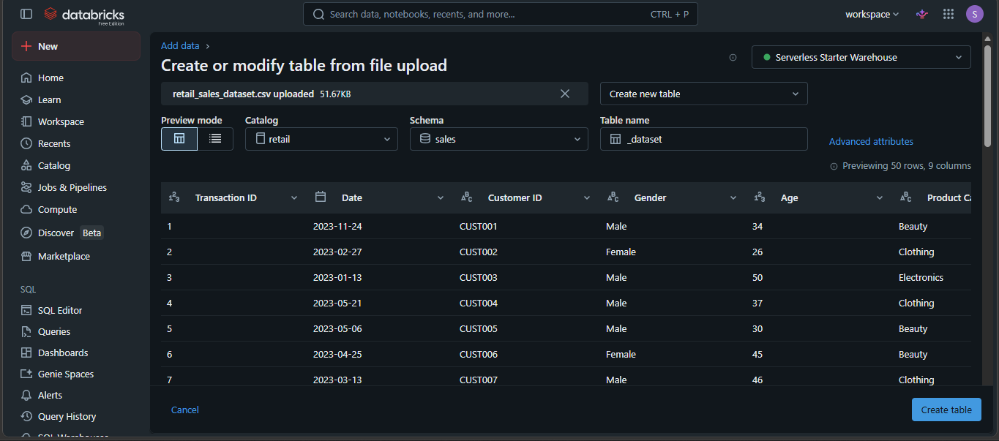 databricks
Free Edition
Search data, notebooks, recents, and more...
CTRL + P
workspace
S
New
Home
Learn
Workspace
Recents
Catalog
Jobs & Pipelines
Compute
Discover Beta
Marketplace
SQL
SQL Editor
Queries
Dashboards
Genie Spaces
Alerts
Query History
SQL Warehouses
Add data ›
Create or modify table from file upload
Serverless Starter Warehouse
retail_sales_dataset.csv uploaded 51.67KB
Create new table
Preview mode
Catalog
Schema
Table name
retail
sales
_dataset
Advanced attributes
Previewing 50 rows, 9 columns
Transaction ID Date Customer ID Gender Age Product Ca
1 2023-11-24 CUST001 Male 34 Beauty
2 2023-02-27 CUST002 Female 26 Clothing
3 2023-01-13 CUST003 Male 50 Electronics
4 2023-05-21 CUST004 Male 37 Clothing
5 2023-05-06 CUST005 Male 30 Beauty
6 2023-04-25 CUST006 Female 45 Beauty
7 2023-03-13 CUST007 Male 46 Clothing
Cancel
Create table